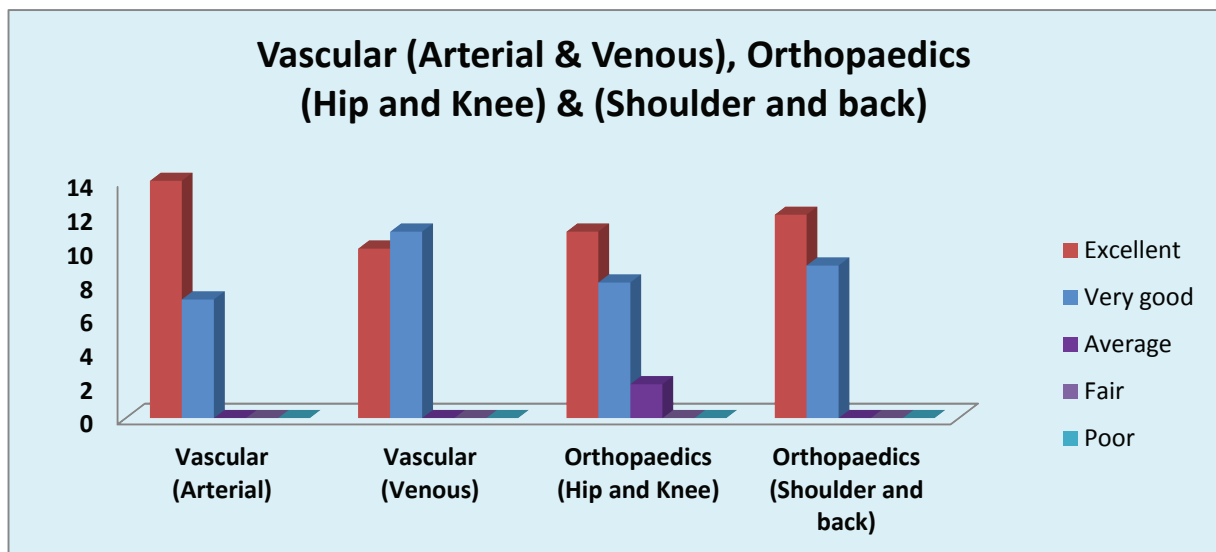 Vascular (Arterial & Venous), Orthopaedics
(Hip and Knee) & (Shoulder and back)
14
12
10
8
6
4
2
0
Vascular
(Arterial)
Vascular
(Venous)
Orthopaedics
(Hip and Knee)
Orthopaedics
(Shoulder and
back)
Excellent
Very good
Average
Fair
Poor